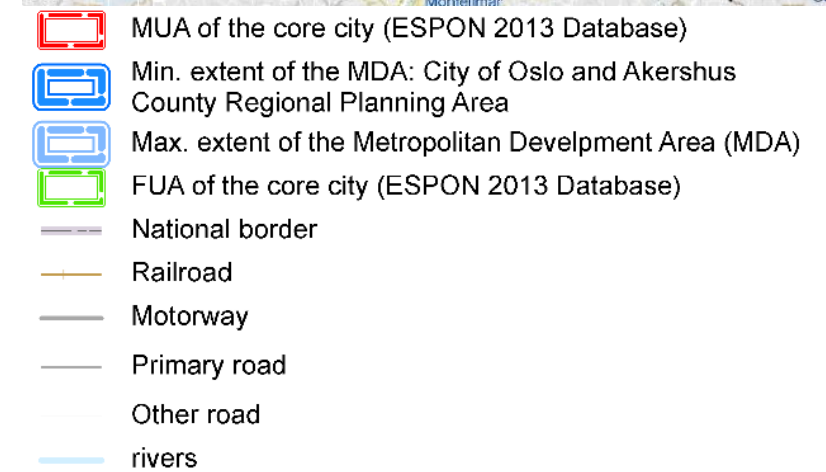 Montelimar
MUA of the core city (ESPON 2013 Database)
Min. extent of the MDA: City of Oslo and Akershus
County Regional Planning Area
Max. extent of the Metropolitan Develpment Area (MDA)
FUA of the core city (ESPON 2013 Database)
National border
Railroad
Motorway
Primary road
Other road
rivers